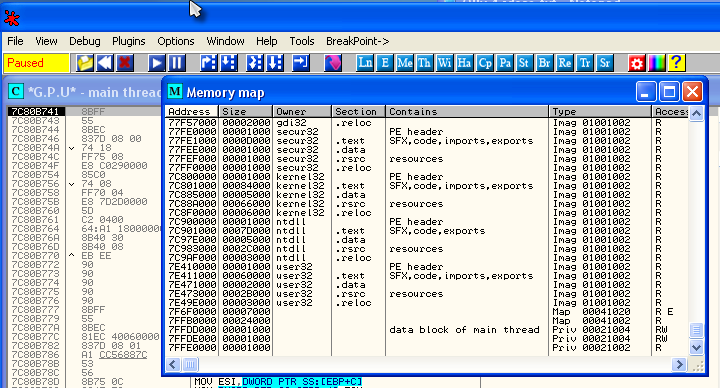 File View Debug Plugins Options Window Help Tools BreakPoint->
Paused Ln E Me Th Wi Ha Cp Pa St Br Re Tr Sr ?
C *G.P.U* - main thread
M Memory map
Address Size Owner Section Contains Type Access
77F57000 00002000 gdi32 .reloc Imag 01001002 R
77FE0000 00001000 secur32 PE header Imag 01001002 R
77FE1000 0000D000 secur32 .text SFX,code,imports,exports Imag 01001002 R
77FEE000 00001000 secur32 .data Imag 01001002 R
77FEF000 00001000 secur32 .rsrc resources Imag 01001002 R
77FF0000 00001000 secur32 .reloc Imag 01001002 R
7C800000 00001000 kernel32 PE header Imag 01001002 R
7C801000 00084000 kernel32 .text SFX,code,imports,exports Imag 01001002 R
7C885000 00005000 kernel32 .data Imag 01001002 R
7C88A000 00066000 kernel32 .rsrc resources Imag 01001002 R
7C8F0000 00006000 kernel32 .reloc Imag 01001002 R
7C900000 00001000 ntdll PE header Imag 01001002 R
7C901000 0007D000 ntdll .text SFX,code,exports Imag 01001002 R
7C97E000 00005000 ntdll .data Imag 01001002 R
7C983000 0002C000 ntdll .rsrc resources Imag 01001002 R
7C9AF000 00003000 ntdll .reloc Imag 01001002 R
7E410000 00001000 user32 PE header Imag 01001002 R
7E411000 00060000 user32 .text SFX,code,imports,exports Imag 01001002 R
7E471000 00002000 user32 .data Imag 01001002 R
7E473000 0002B000 user32 .rsrc resources Imag 01001002 R
7E49E000 00003000 user32 .reloc Imag 01001002 R
7F6F0000 00007000 Map 00041020 R E
7FFB0000 00024000 Map 00041002 R
7FFDD000 00001000 data block of main thread Priv 00021004 RW
7FFDF000 00001000 Priv 00021004 RW
7FFE0000 00001000 Priv 00021002 R
7C80B741 8BFF
7C80B743 55
7C80B744 8BEC
7C80B746 837D 08 00
7C80B74A 74 18
7C80B74C FF75 08
7C80B74F E8 C0290000
7C80B754 85C0
7C80B756 74 08
7C80B758 FF70 04
7C80B75B E8 7D2D0000
7C80B760 5D
7C80B761 C2 0400
7C80B764 64:A1 18000000
7C80B76A 8B40 30
7C80B76D 8B40 08
7C80B770 EB EE
7C80B772 90
7C80B773 90
7C80B774 90
7C80B775 90
7C80B776 90
7C80B777 8BFF
7C80B779 55
7C80B77A 8BEC
7C80B77C 81EC 40060000
7C80B782 837D 08 01
7C80B786 A1 CC56887C
7C80B78B 53
7C80B78C 56
7C80B78D 8B75 0C MOV ESI,DWORD PTR SS:[EBP+C]